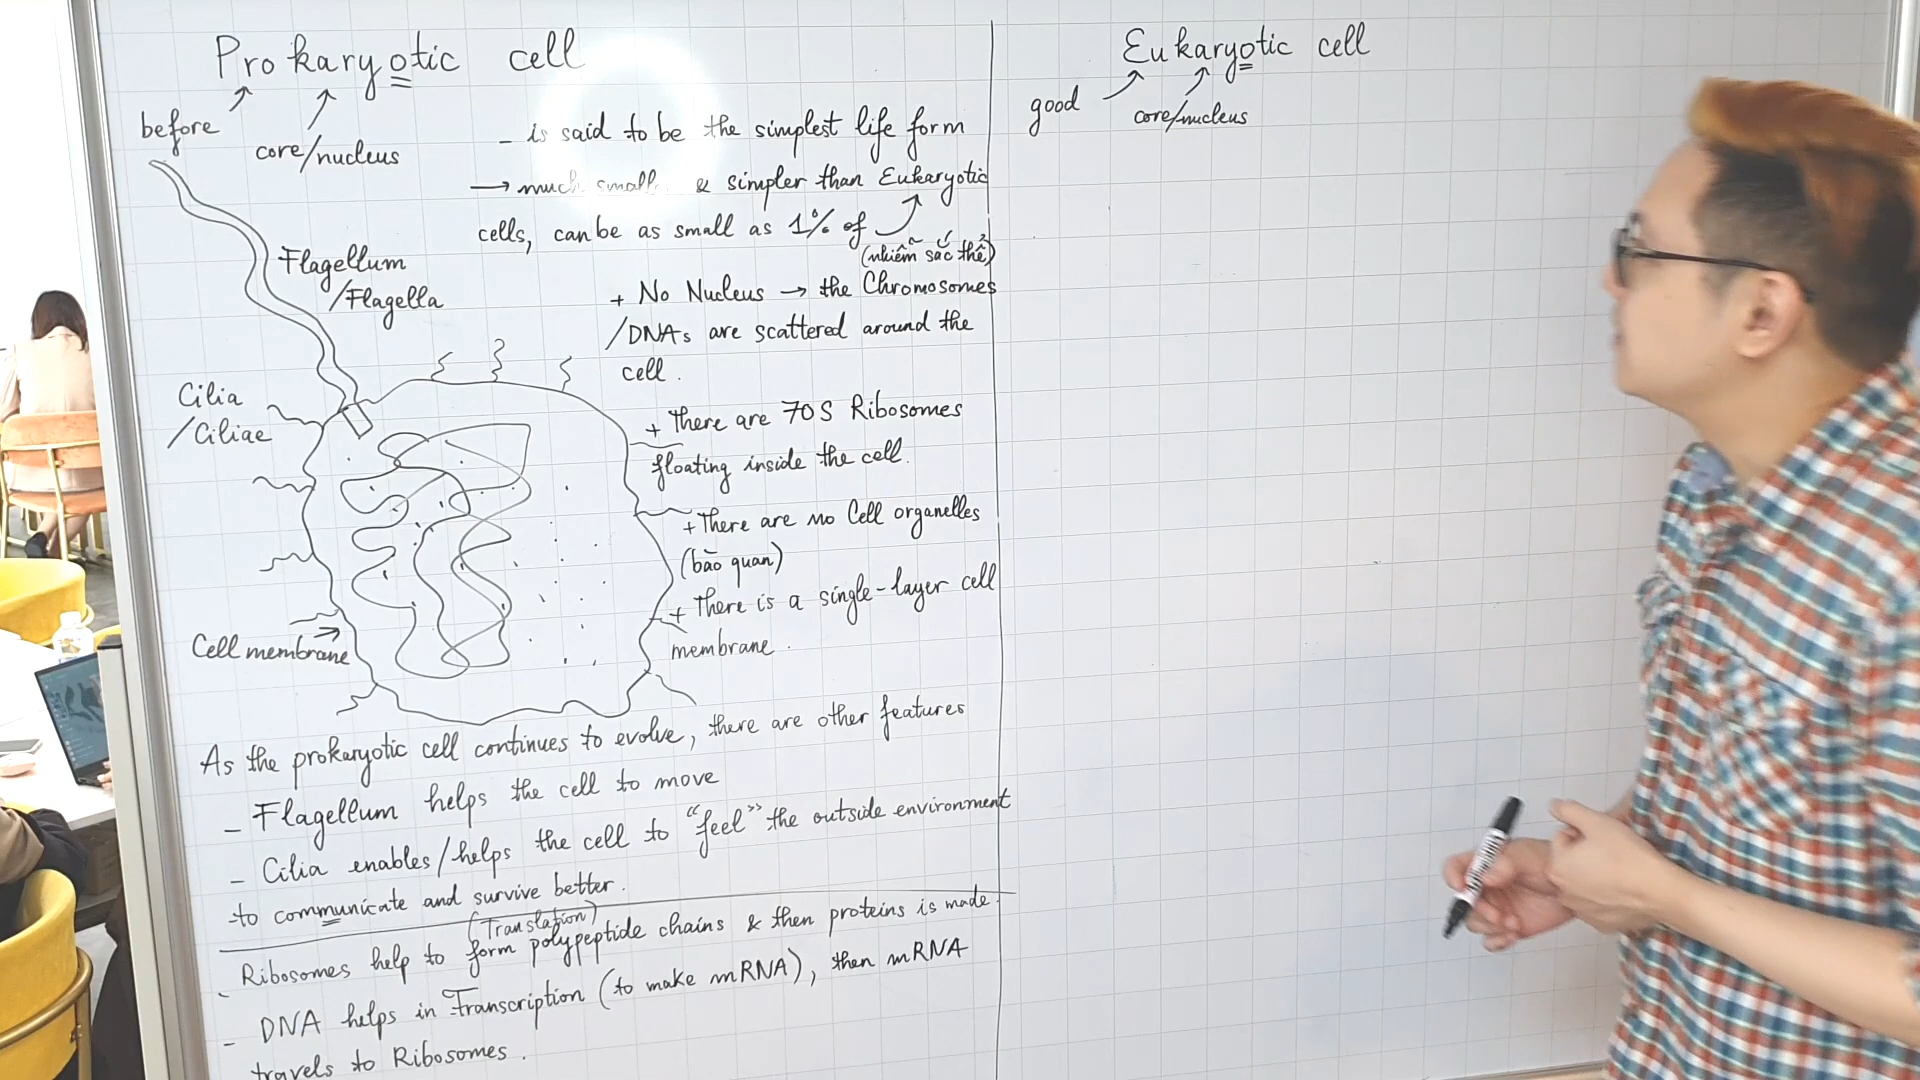 Prokaryotic cell
before
core/nucleus
- is said to be the simplest life form
→ much small & simpler than Eukaryotic
cells, can be as small as 1% of
(nhiễm sắc thể)
+ No Nucleus → the Chromosomes
/DNAs are scattered around the
cell.
+ There are 70S Ribosomes
floating inside the cell.
+ There are no Cell organelles
(bào quan)
+ There is a single-layer cell
membrane.
Flagellum
/Flagella
Cilia
/Ciliae
Cell membrane
As the prokaryotic cell continues to evolve, there are other features
- Flagellum helps the cell to move
- Cilia enables/helps the cell to "feel" the outside environment
to communicate and survive better.
(Translation)
- Ribosomes help to form polypeptide chains & then proteins is made.
- DNA helps in Transcription (to make mRNA), then mRNA
travels to Ribosomes.
Eukaryotic cell
good
core/nucleus